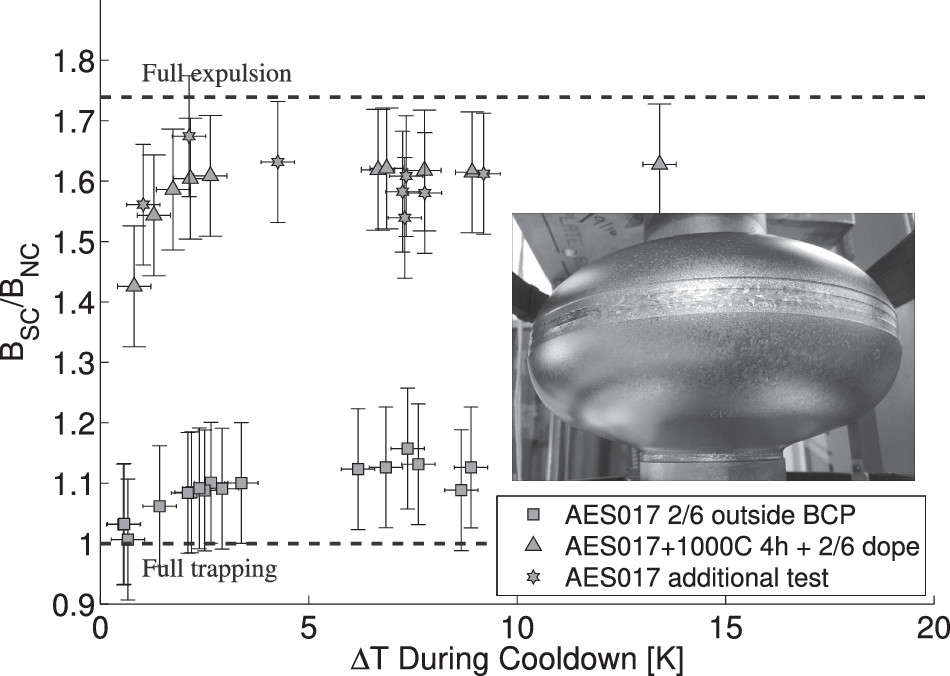 1.8
Full expulsion
1.7
1.6
1.5
1.4
1.3
1.2
1.1
1
Full trapping
0.9
B_SC/B_NC
0
5
10
15
20
ΔT During Cooldown [K]
AES017 2/6 outside BCP
AES017+1000C 4h + 2/6 dope
AES017 additional test